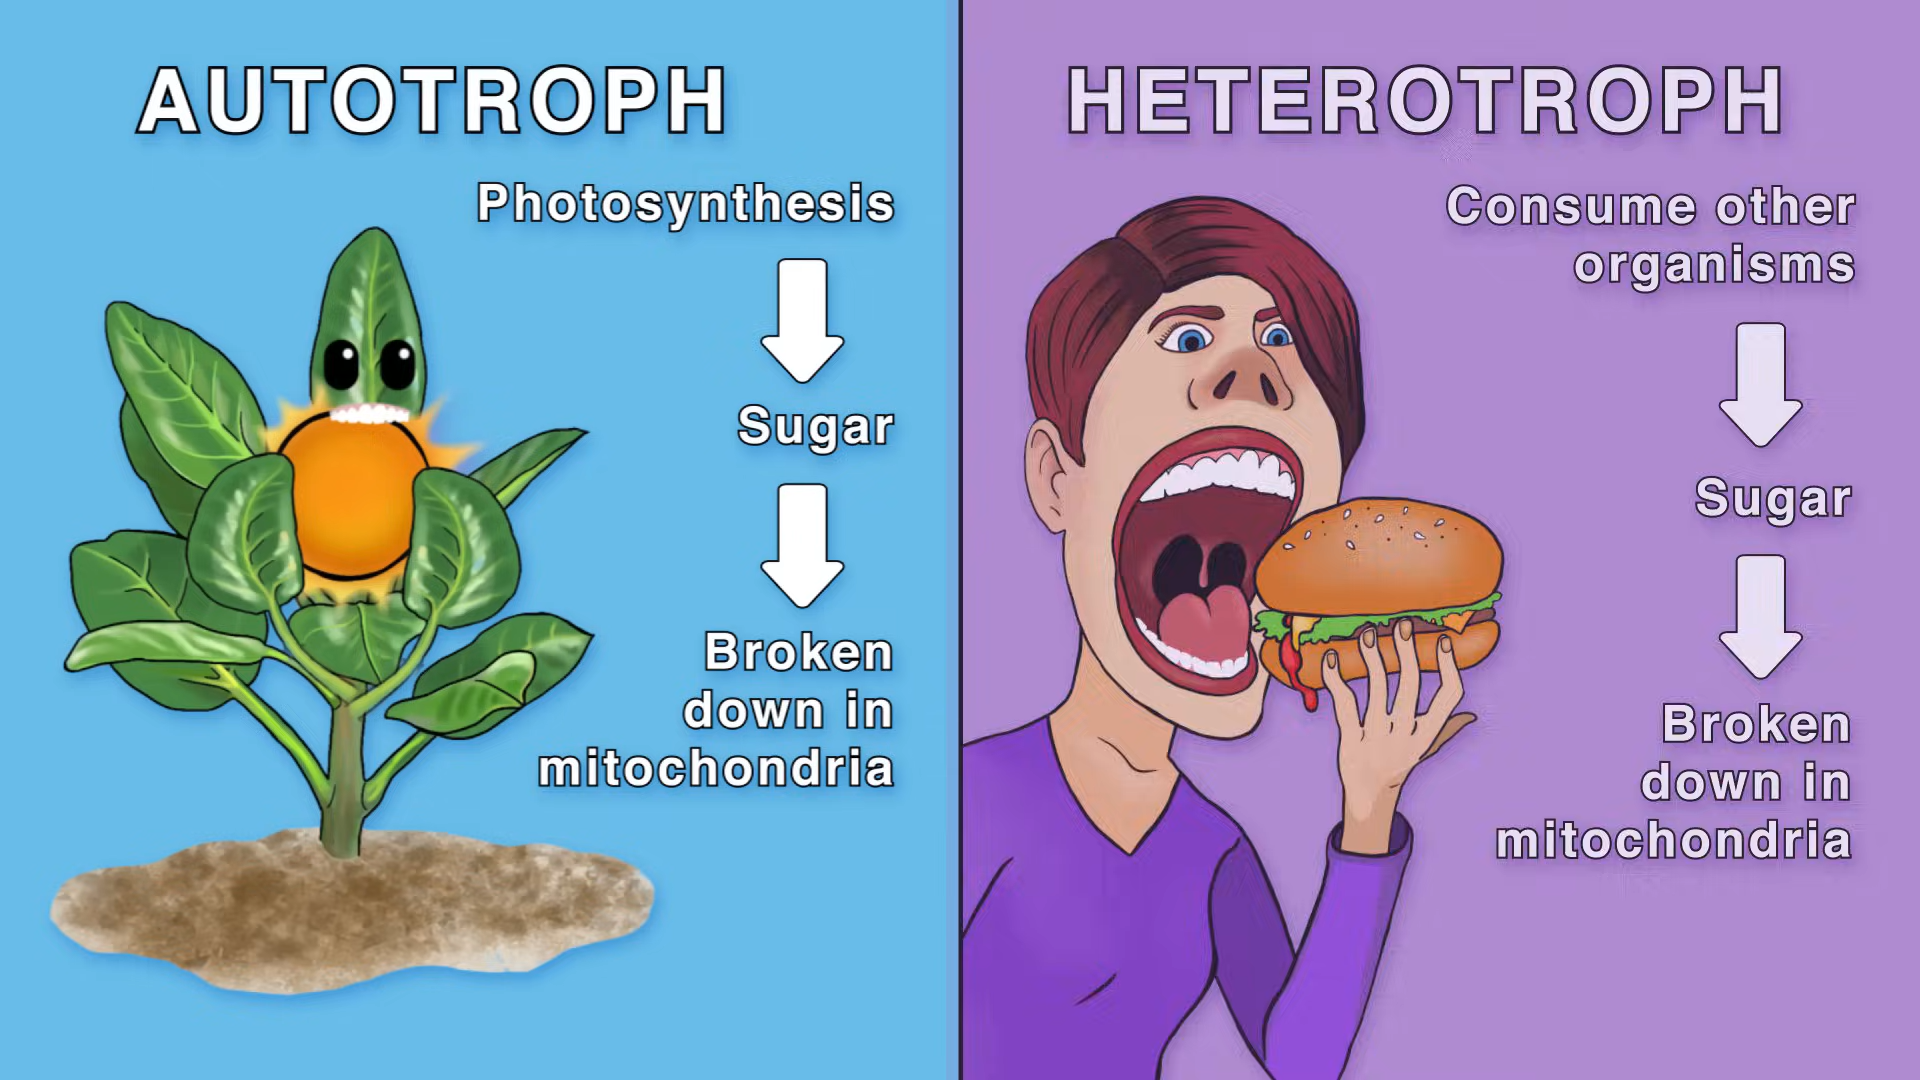 AUTOTROPH
Photosynthesis
Sugar
Broken
down in
mitochondria
HETEROTROPH
Consume other
organisms
Sugar
Broken
down in
mitochondria